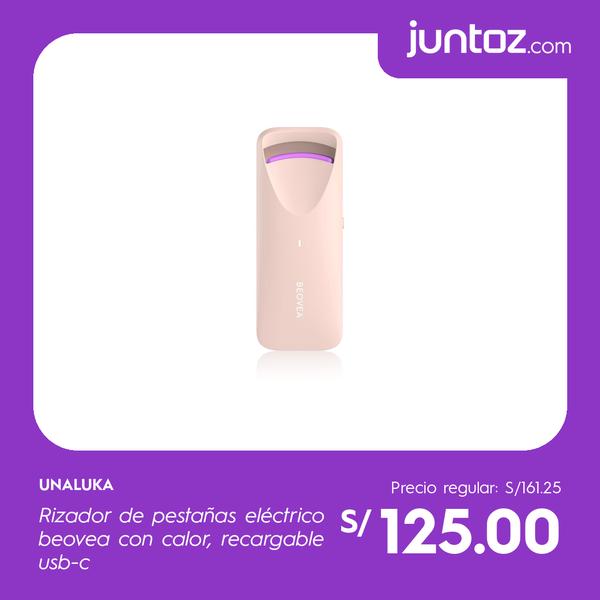 juntoz.com
BEOVEA
UNALUKA
Rizador de pestañas eléctrico
beovea con calor, recargable
usb-c
Precio regular: S/161.25
S/125.00